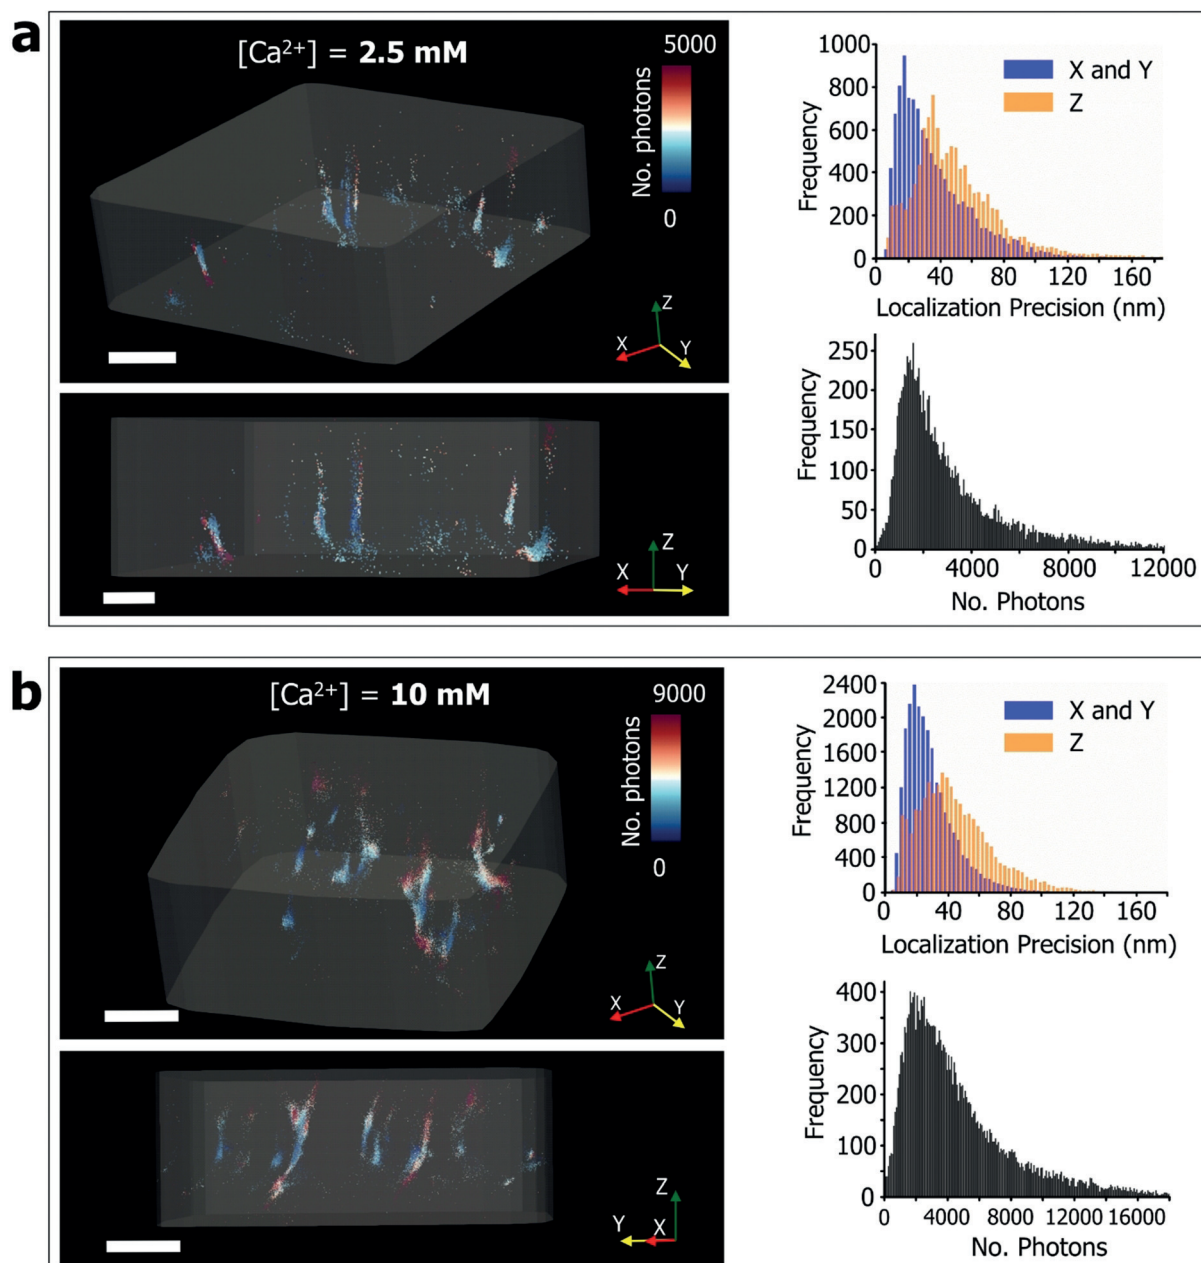 a
[Ca²⁺] = 2.5 mM
5000
No. photons
0
Z
X
Y
Z
X
Y
1000
800
600
400
200
0
Frequency
X and Y
Z
0
40
80
120
160
Localization Precision (nm)
250
200
150
100
50
0
Frequency
0
4000
8000
12000
No. Photons
b
[Ca²⁺] = 10 mM
9000
No. photons
0
Z
X
Y
Z
Y
X
2400
2000
1600
1200
800
400
0
Frequency
X and Y
Z
0
40
80
120
160
Localization Precision (nm)
400
300
200
100
0
Frequency
0
4000
8000
12000
16000
No. Photons